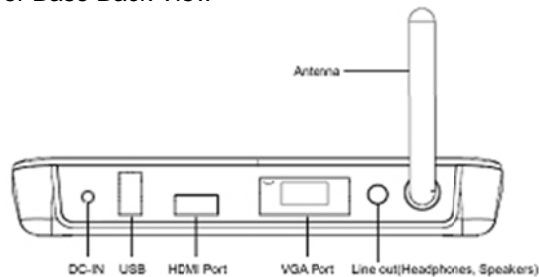 Base Back View
Antenna
DC-IN USB HDMI Port VGA Port Line out(Headphones, Speakers)